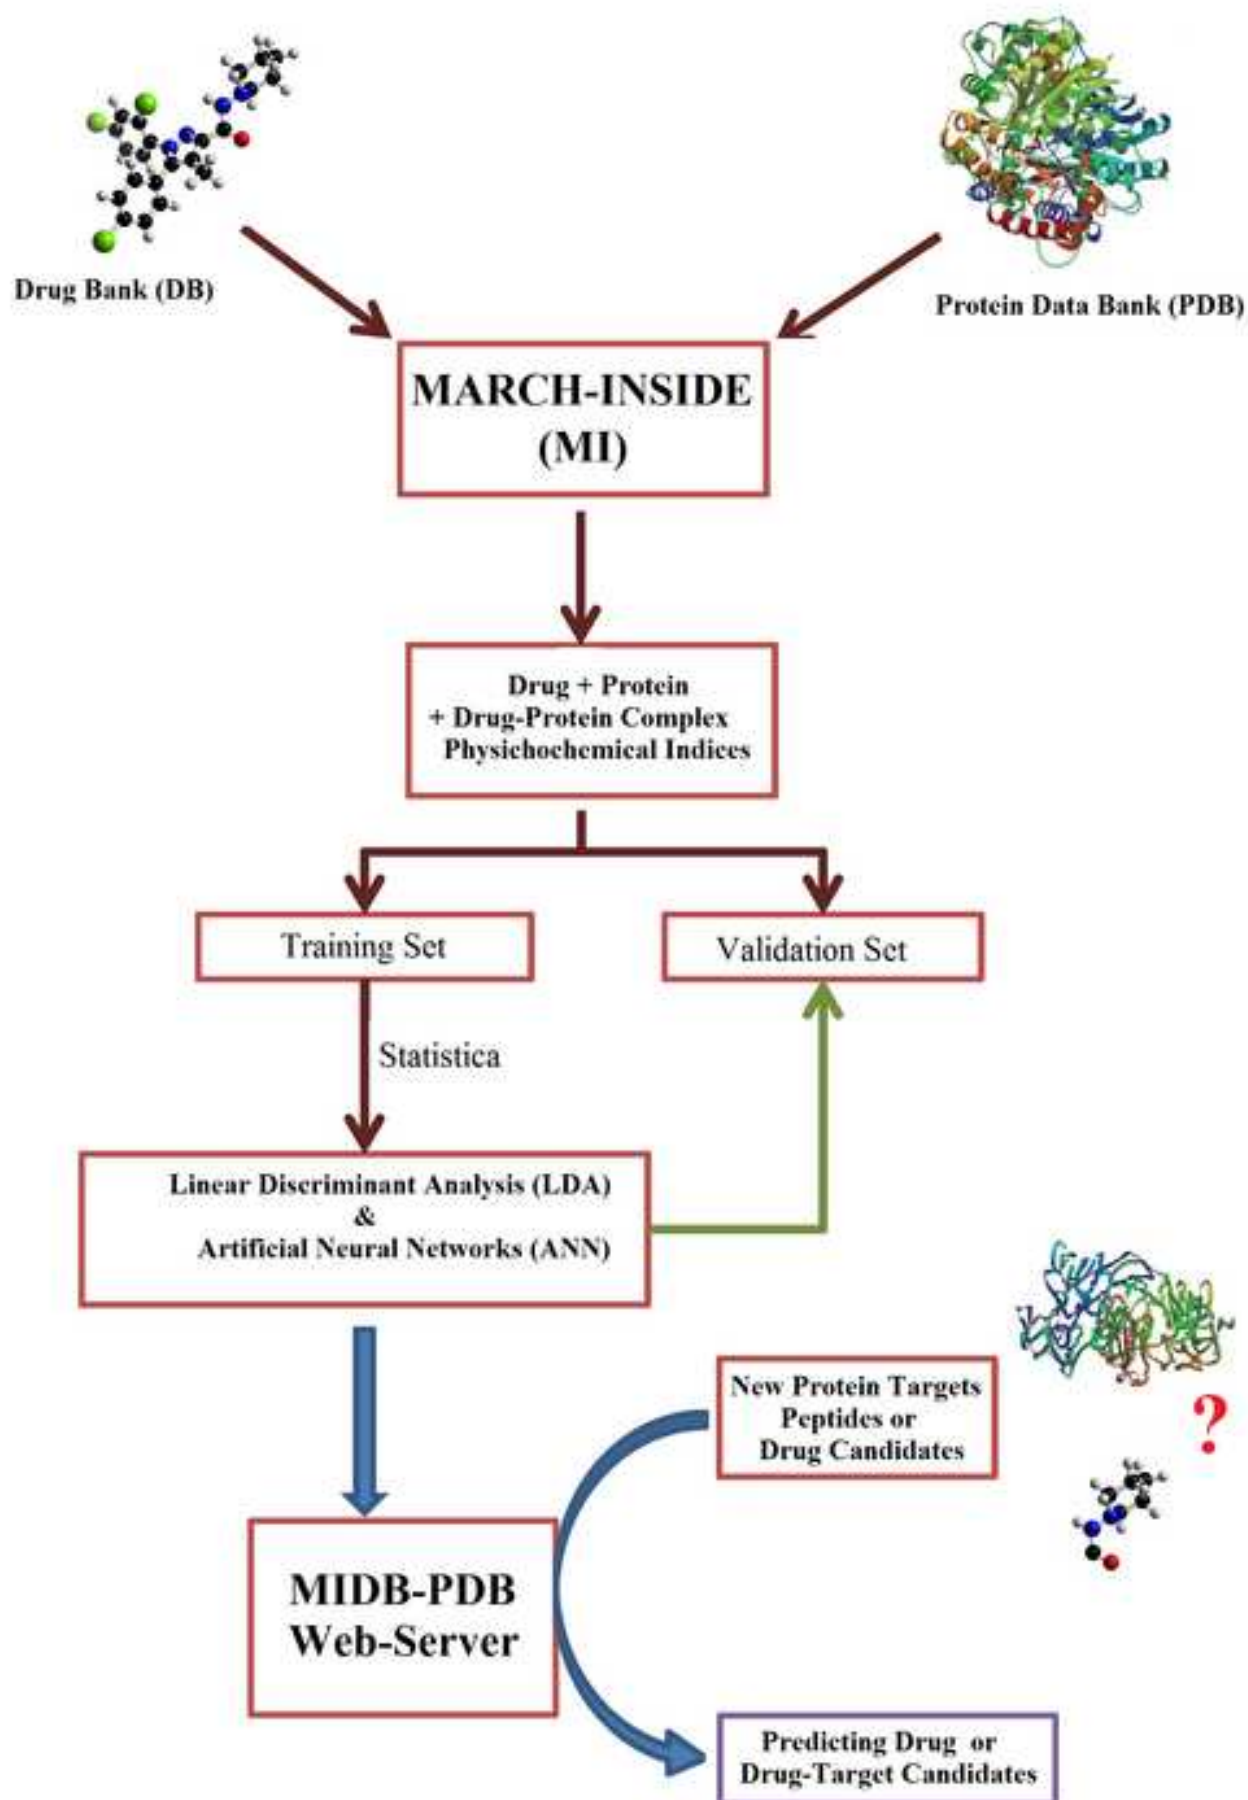 Drug Bank (DB)
Protein Data Bank (PDB)
MARCH-INSIDE
(MI)
Drug + Protein
+ Drug-Protein Complex
Physichochemical Indices
Training Set
Validation Set
Statistica
Linear Discriminant Analysis (LDA)
&
Artificial Neural Networks (ANN)
New Protein Targets
Peptides or
Drug Candidates
?
MIDB-PDB
Web-Server
Predicting Drug or
Drug-Target Candidates